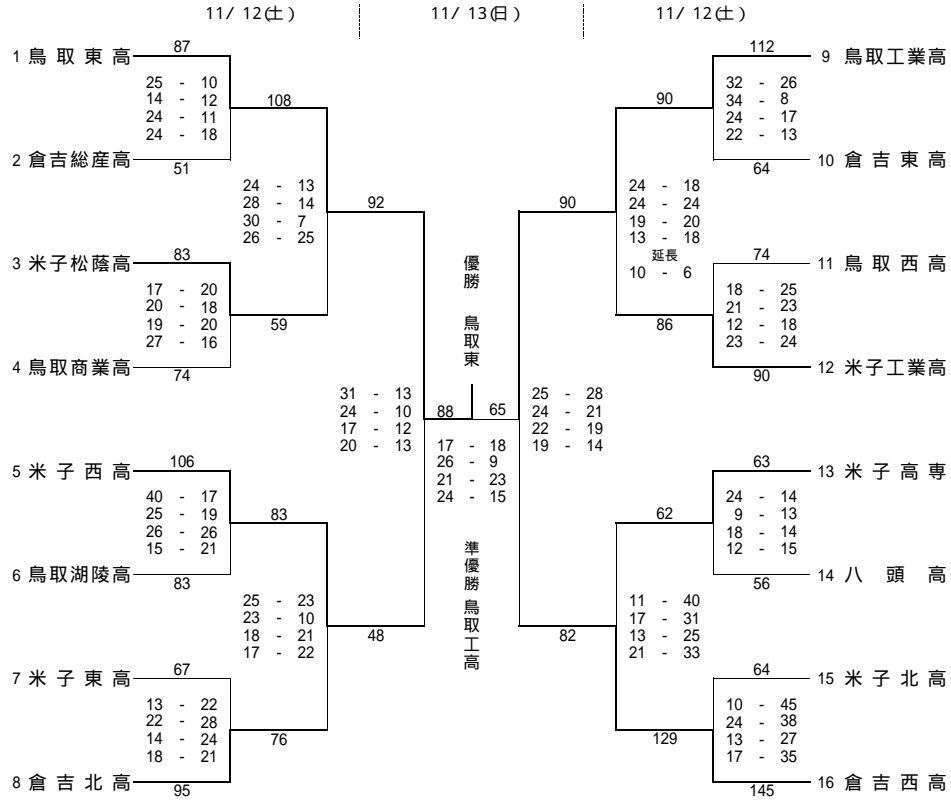 11/12(土)
11/13(日)
11/12(土)
1 鳥取東高
87
25 - 10
14 - 12
24 - 11
24 - 18
2 倉吉総産高
51
108
24 - 13
28 - 14
30 - 7
26 - 25
3 米子松蔭高
83
17 - 20
20 - 18
19 - 20
27 - 16
4 鳥取商業高
74
59
92
31 - 13
24 - 10
17 - 12
20 - 13
5 米子西高
106
40 - 17
25 - 19
26 - 26
15 - 21
6 鳥取湖陵高
83
83
25 - 23
23 - 10
18 - 21
17 - 22
7 米子東高
67
13 - 22
22 - 28
14 - 24
18 - 21
8 倉吉北高
95
76
48
優勝 鳥取東
88 65
17 - 18
26 - 9
21 - 23
24 - 15
準優勝 鳥取工高
9 鳥取工業高
112
32 - 26
34 - 8
24 - 17
22 - 13
10 倉吉東高
64
90
24 - 18
24 - 24
19 - 20
13 - 18
延長
10 - 6
11 鳥取西高
74
18 - 25
21 - 23
12 - 18
23 - 24
12 米子工業高
90
86
90
25 - 28
24 - 21
22 - 19
19 - 14
13 米子高専
63
24 - 14
9 - 13
18 - 14
12 - 15
14 八頭高
56
62
11 - 40
17 - 31
13 - 25
21 - 33
15 米子北高
64
10 - 45
24 - 38
13 - 27
17 - 35
16 倉吉西高
145
129
82